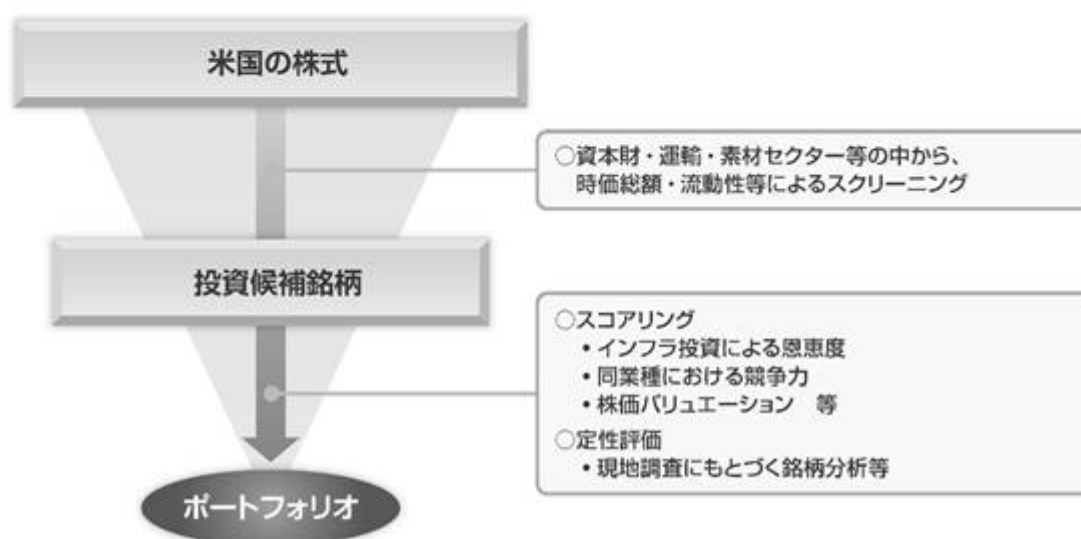 米国の株式
○資本財・運輸・素材セクター等の中から、
時価総額・流動性等によるスクリーニング
投資候補銘柄
○スコアリング
・インフラ投資による恩恵度
・同業種における競争力
・株価バリュエーション　等
○定性評価
・現地調査にもとづく銘柄分析等
ポートフォリオ